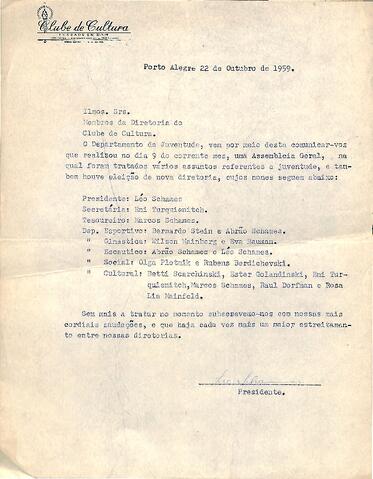 Clube de Cultura
Porto Alegre 22 de Outubro de 1959.
Ilmos. Srs.
Membros da Diretoria do
Clube de Cultura.
O Departamento da Juventude, vem por meio desta comunicar-vos
que realizou no dia 9 do corrente mes, uma Assembleia Geral, na
qual foram tratados vários assuntos referentes a juventude, e tam
bem houve eleição de nova diretoria, cujos nomes seguem abaixo:
Presidente: Léo Schames
Secretária: Eni Turquienitch.
Tesoureiro: Marcos Schames.
Dep. Esportivo: Bernardo Stein e Abrão Schames.
" Ginastico: Wilson Mainberg e Eva Hausan.
" Escautico: Abrão Schames e Léo Schames.
" Social: Olga Plotnik e Rubens Berdichevski.
" Cultural: Betti Scarchinski, Ester Golandinski, Eni Tur-
quienitch, Marcos Schames, Raul Dorfman e Rosa
Lia Mainfeld.
Sem mais a tratar no momento subscrevemo-nos com nossas mais
cordiais saudações, e que haja cada vez mais um maior estreitamen-
to entre nossas diretorias.
Presidente.